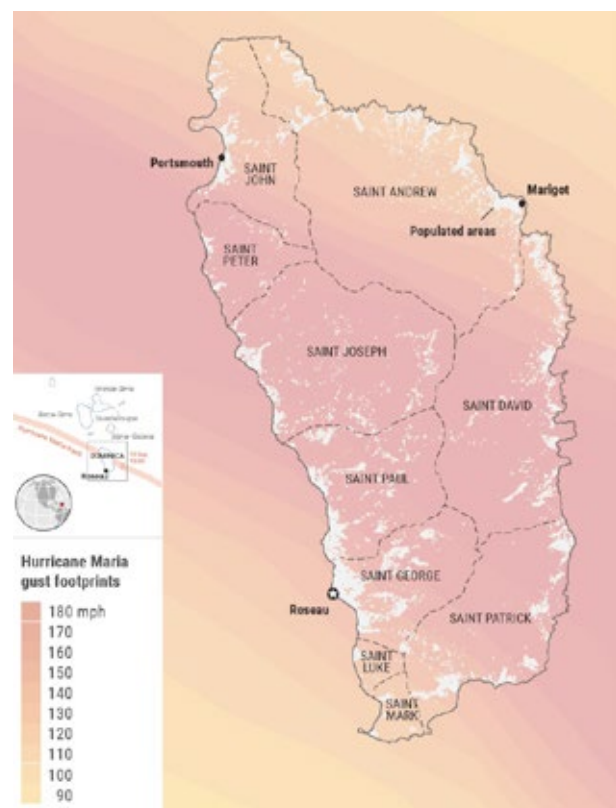 Portsmouth
SAINT
JOHN
SAINT ANDREW
Marigot
Populated areas
SAINT
PETER
SAINT JOSEPH
SAINT DAVID
SAINT PAUL
SAINT GEORGE
Roseau
SAINT PATRICK
SAINT
LUKE
SAINT
MARK
DOMINICA
Roseau
Hurricane Maria
gust footprints
180 mph
170
160
150
140
130
120
110
100
90